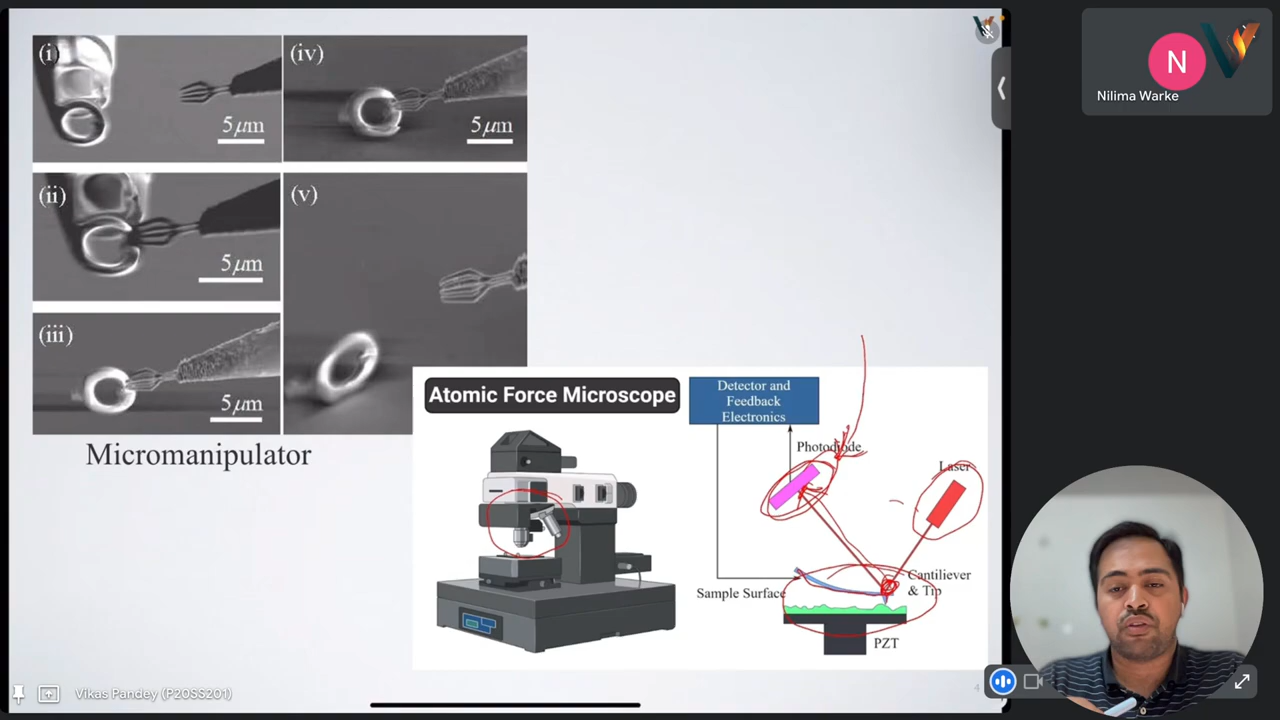 (i)
5μm
(iv)
5μm
(ii)
5μm
(v)
(iii)
5μm
Micromanipulator
Atomic Force Microscope
Detector and
Feedback
Electronics
Photodiode
Laser
Cantiliever
& Tip
Sample Surface
PZT
4
N
Nilima Warke
Vikas Pandey (P20SS201)